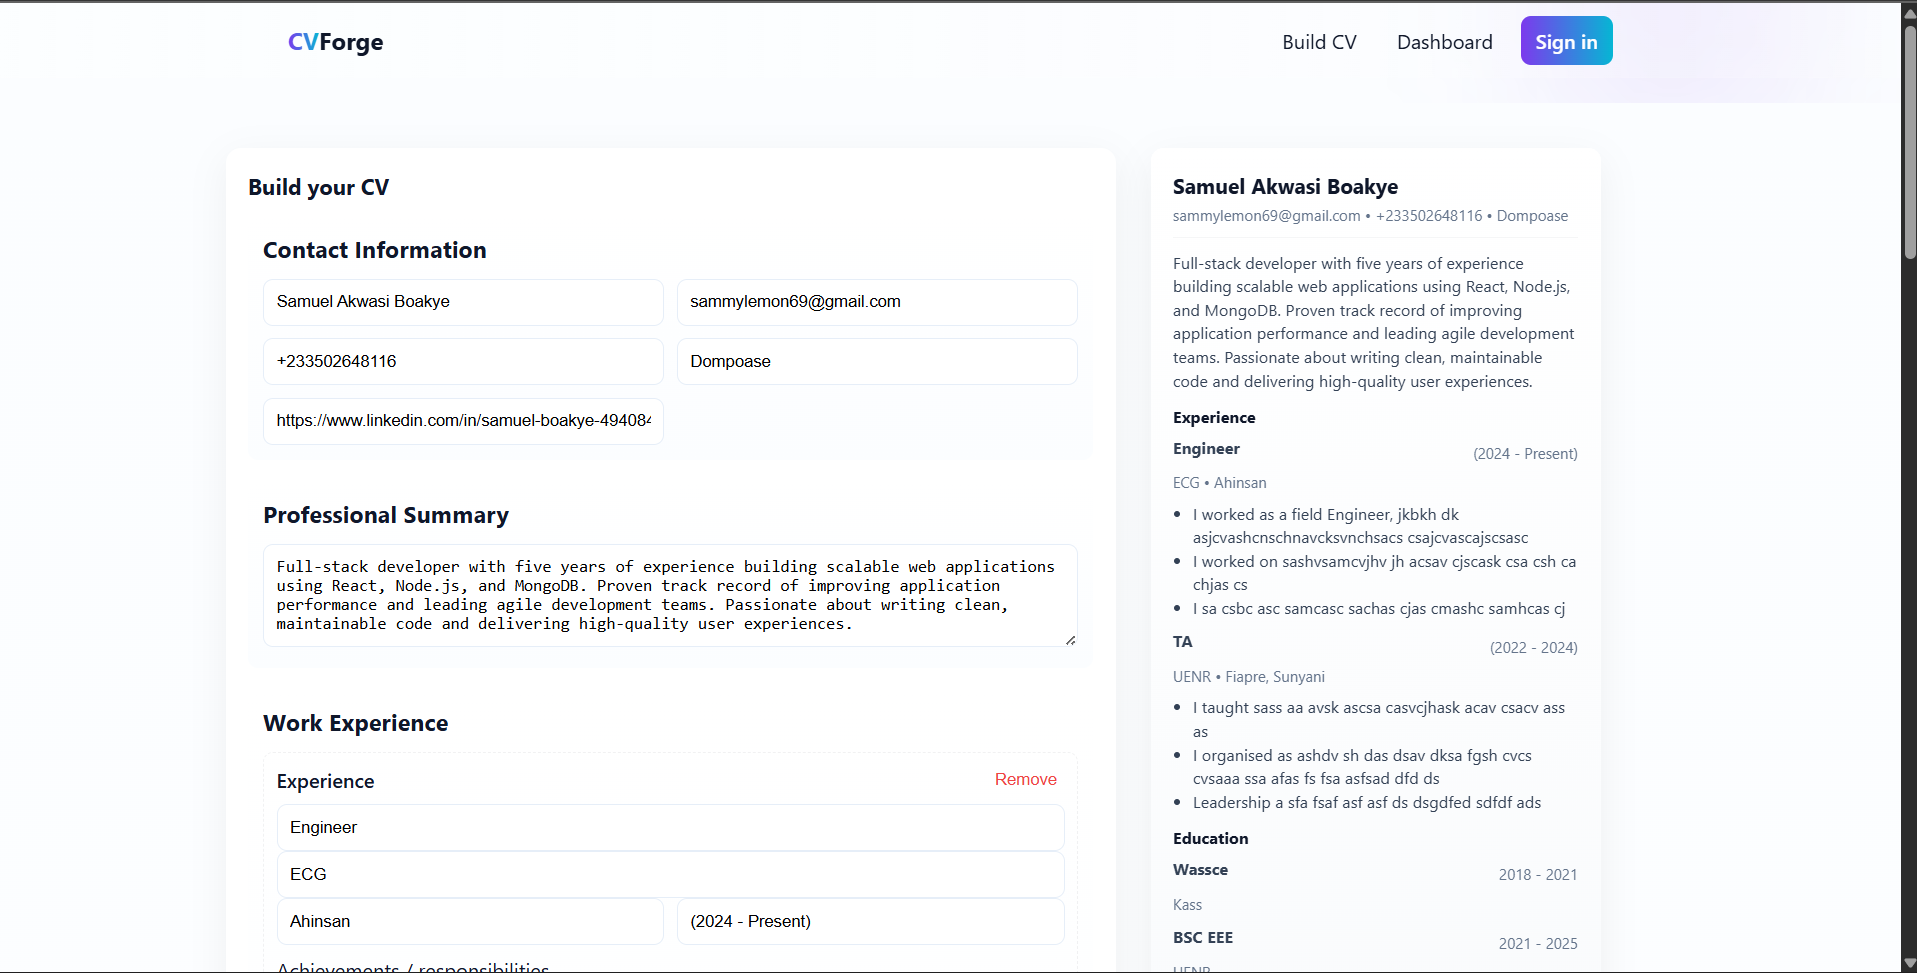 CVForge
Build CV
Dashboard
Sign in
Build your CV
Contact Information
Samuel Akwasi Boakye
sammylemon69@gmail.com
+233502648116
Dompoase
https://www.linkedin.com/in/samuel-boakye-494084
Professional Summary
Full-stack developer with five years of experience building scalable web applications
using React, Node.js, and MongoDB. Proven track record of improving application
performance and leading agile development teams. Passionate about writing clean,
maintainable code and delivering high-quality user experiences.
Work Experience
Experience
Remove
Engineer
ECG
Ahinsan
(2024 - Present)
Achievements / responsibilities
Samuel Akwasi Boakye
sammylemon69@gmail.com • +233502648116 • Dompoase
Full-stack developer with five years of experience
building scalable web applications using React, Node.js,
and MongoDB. Proven track record of improving
application performance and leading agile development
teams. Passionate about writing clean, maintainable
code and delivering high-quality user experiences.
Experience
Engineer
(2024 - Present)
ECG • Ahinsan
• I worked as a field Engineer, jkbkh dk
asjcvashcnschnavcksvnchsacs csajcvascajscsasc
• I worked on sashvsamcvjhv jh acsav cjscask csa csh ca
chjas cs
• I sa csbc asc samcasc sachas cjas cmashc samhcas cj
TA
(2022 - 2024)
UENR • Fiapre, Sunyani
• I taught sass aa avsk ascsa casvcjhask acav csacv ass
as
• I organised as ashdv sh das dsav dksa fgsh cvcs
cvsaaa ssa afas fs fsa asfsad dfd ds
• Leadership a sfa fsaf asf asf ds dsgdfed sdfdf ads
Education
Wassce
2018 - 2021
Kass
BSC EEE
2021 - 2025
UENR